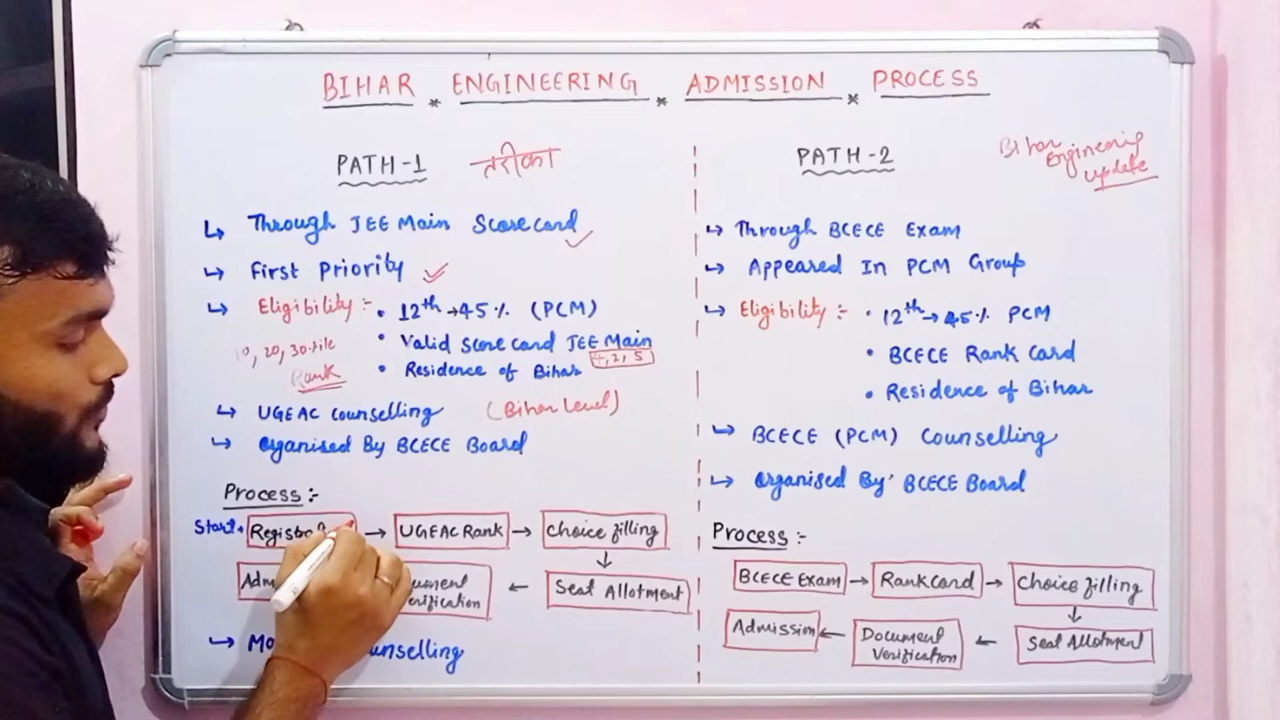 BIHAR * ENGINEERING * ADMISSION * PROCESS
PATH-1 तरीका
↳ Through JEE Main Scorecard ✓
↳ First Priority ✓
↳ Eligibility :- • 12th → 45% (PCM)
• Valid Scorecard JEE Main
• Residence of Bihar
20, 30-tile
Rank
↳ UGEAC Counselling (Bihar Level)
↳ Organised By BCECE Board
Process :-
Start → → UGEAC Rank → Choice filling
↓
Seat Allotment ←
↳
PATH-2
Bihar
Engineering
update
↳ Through BCECE Exam
↳ Appeared In PCM Group
↳ Eligibility :- • 12th → 45% PCM
• BCECE Rank Card
• Residence of Bihar
↳ BCECE (PCM) Counselling
↳ Organised By BCECE Board
Process :-
BCECE Exam → Rank Card → Choice filling
↓
Admission ← Document Verification ← Seat Allotment